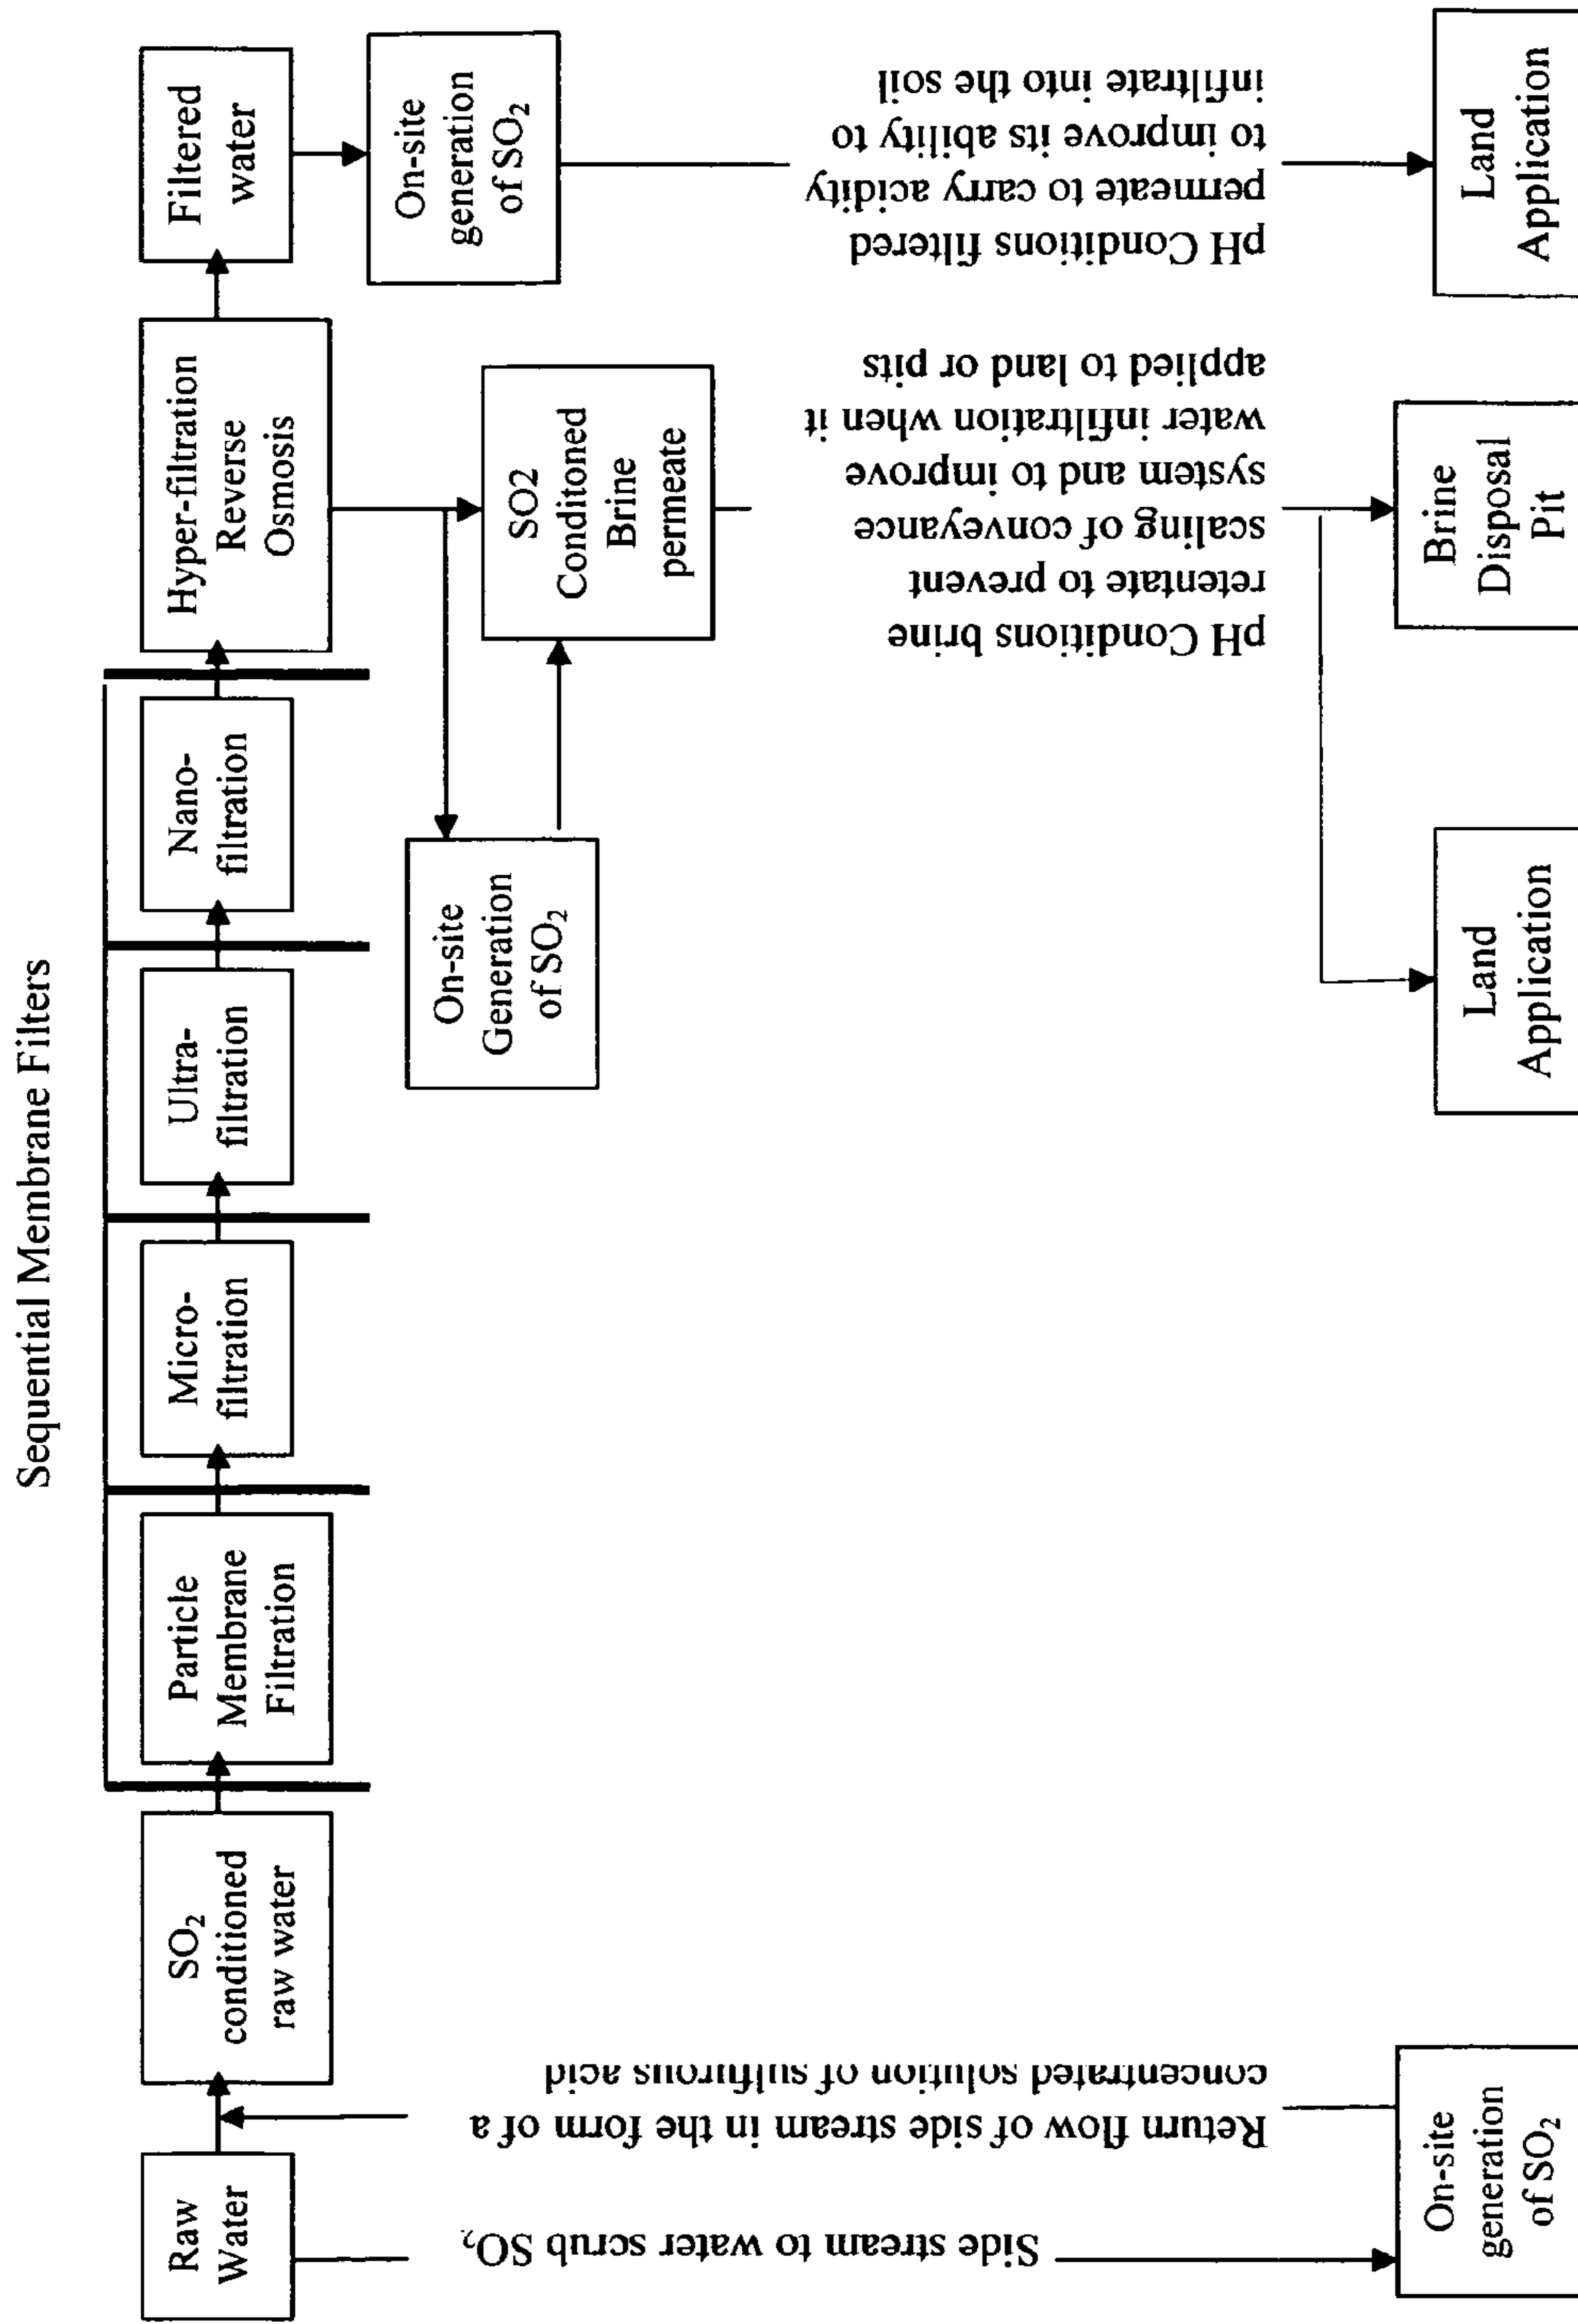 Sequential Membrane Filters
Raw
Water
SO₂
conditioned
raw water
Particle
Membrane
Filtration
Micro-
filtration
Ultra-
filtration
Nano-
filtration
Hyper-filtration
Reverse
Osmosis
Filtered
water
On-site
generation
of SO₂
On-site
Generation
of SO₂
SO2
Conditoned
Brine
permeate
Side stream to water scrub SO₂
Return flow of side stream in the form of a
concentrated solution of sulfurous acid
pH Conditions brine
retentate to prevent
scaling of conveyance
system and to improve
water infiltration when it
applied to land or pits
pH Conditions filtered
permeate to carry acidity
to improve its ability to
infiltrate into the soil
On-site
generation
of SO₂
Land
Application
Brine
Disposal
Pit
Land
Application